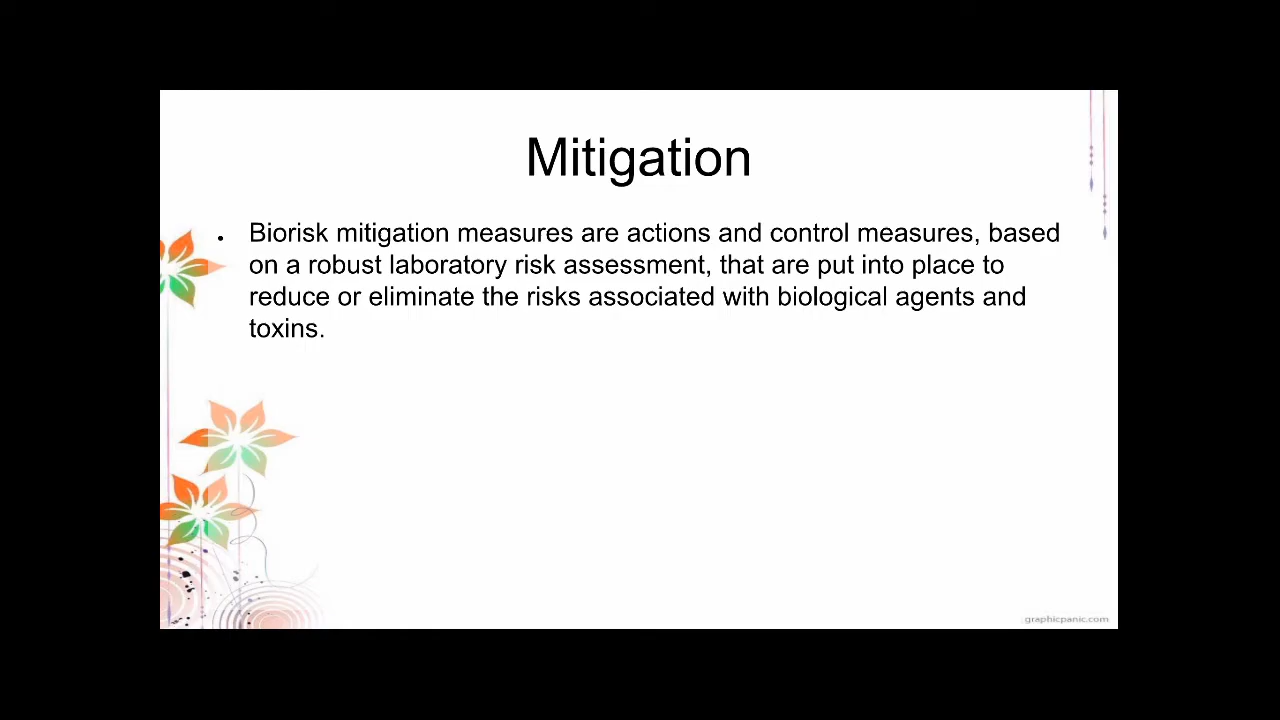 Mitigation
• Biorisk mitigation measures are actions and control measures, based
on a robust laboratory risk assessment, that are put into place to
reduce or eliminate the risks associated with biological agents and
toxins.
graphicpanic.com